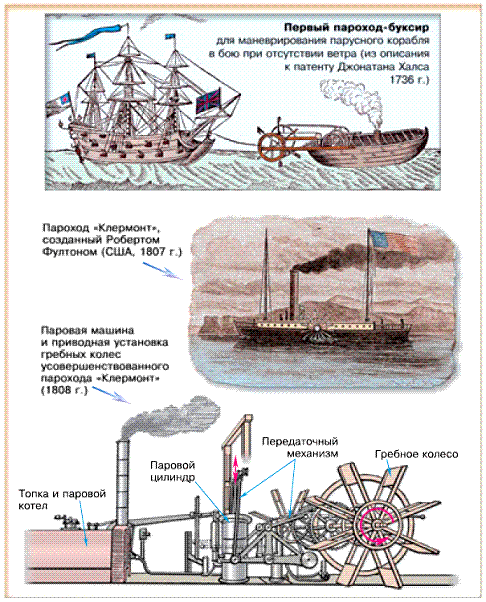 Первый пароход-буксир
для маневрирования парусного корабля
в бою при отсутствии ветра (из описания
к патенту Джонатана Халса
1736 г.)
Пароход «Клермонт»,
созданный Робертом
Фултоном (США, 1807 г.)
Паровая машина
и приводная установка
гребных колес
усовершенствованного
парохода «Клермонт»
(1808 г.)
Передаточный
механизм
Гребное колесо
Паровой
цилиндр
Топка и паровой
котел